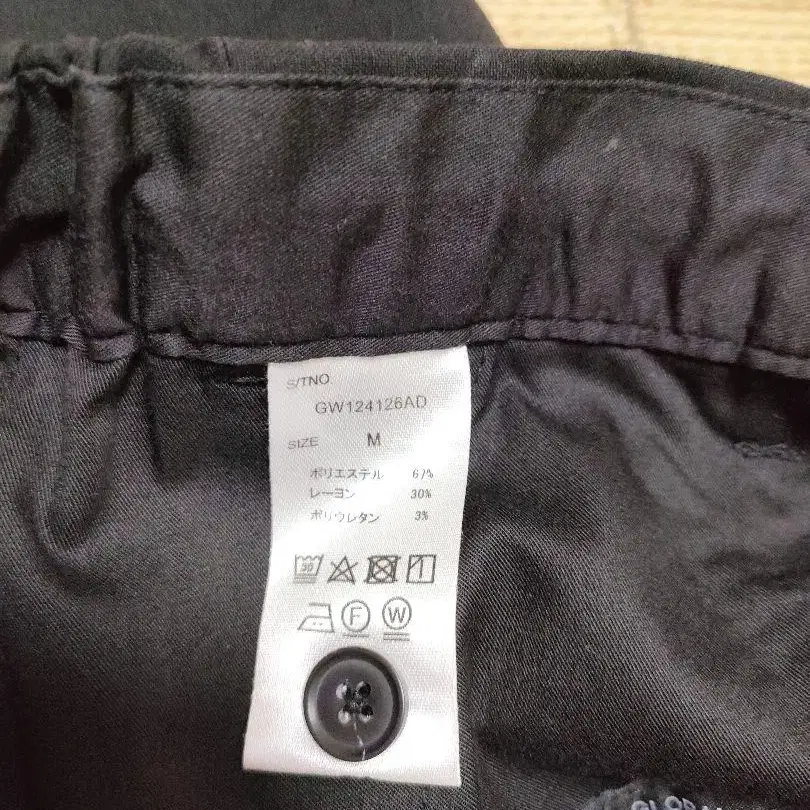 S/TNO.
GW124126AD
SIZE M
ポリエステル 67%
レーヨン 30%
ポリウレタン 3%
30
F W